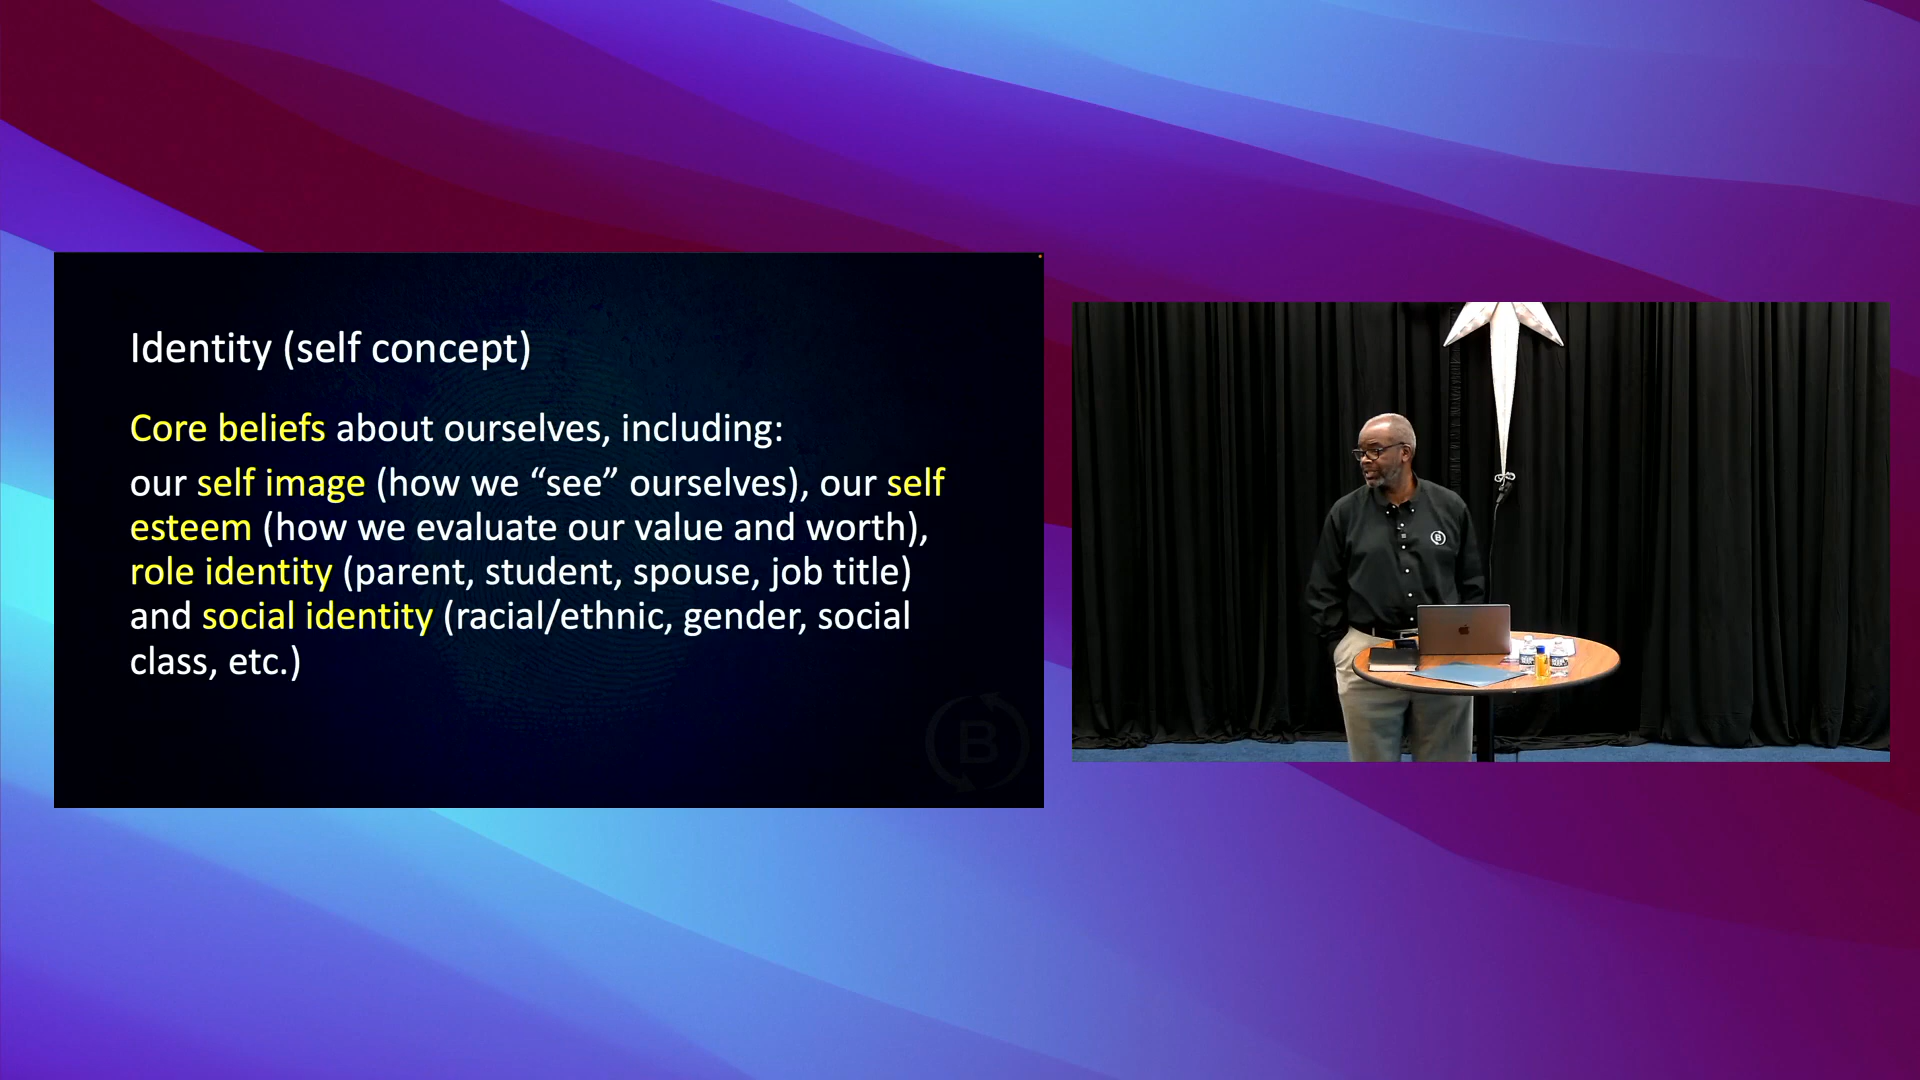 Identity (self concept)
Core beliefs about ourselves, including:
our self image (how we “see” ourselves), our self
esteem (how we evaluate our value and worth),
role identity (parent, student, spouse, job title)
and social identity (racial/ethnic, gender, social
class, etc.)
B
B